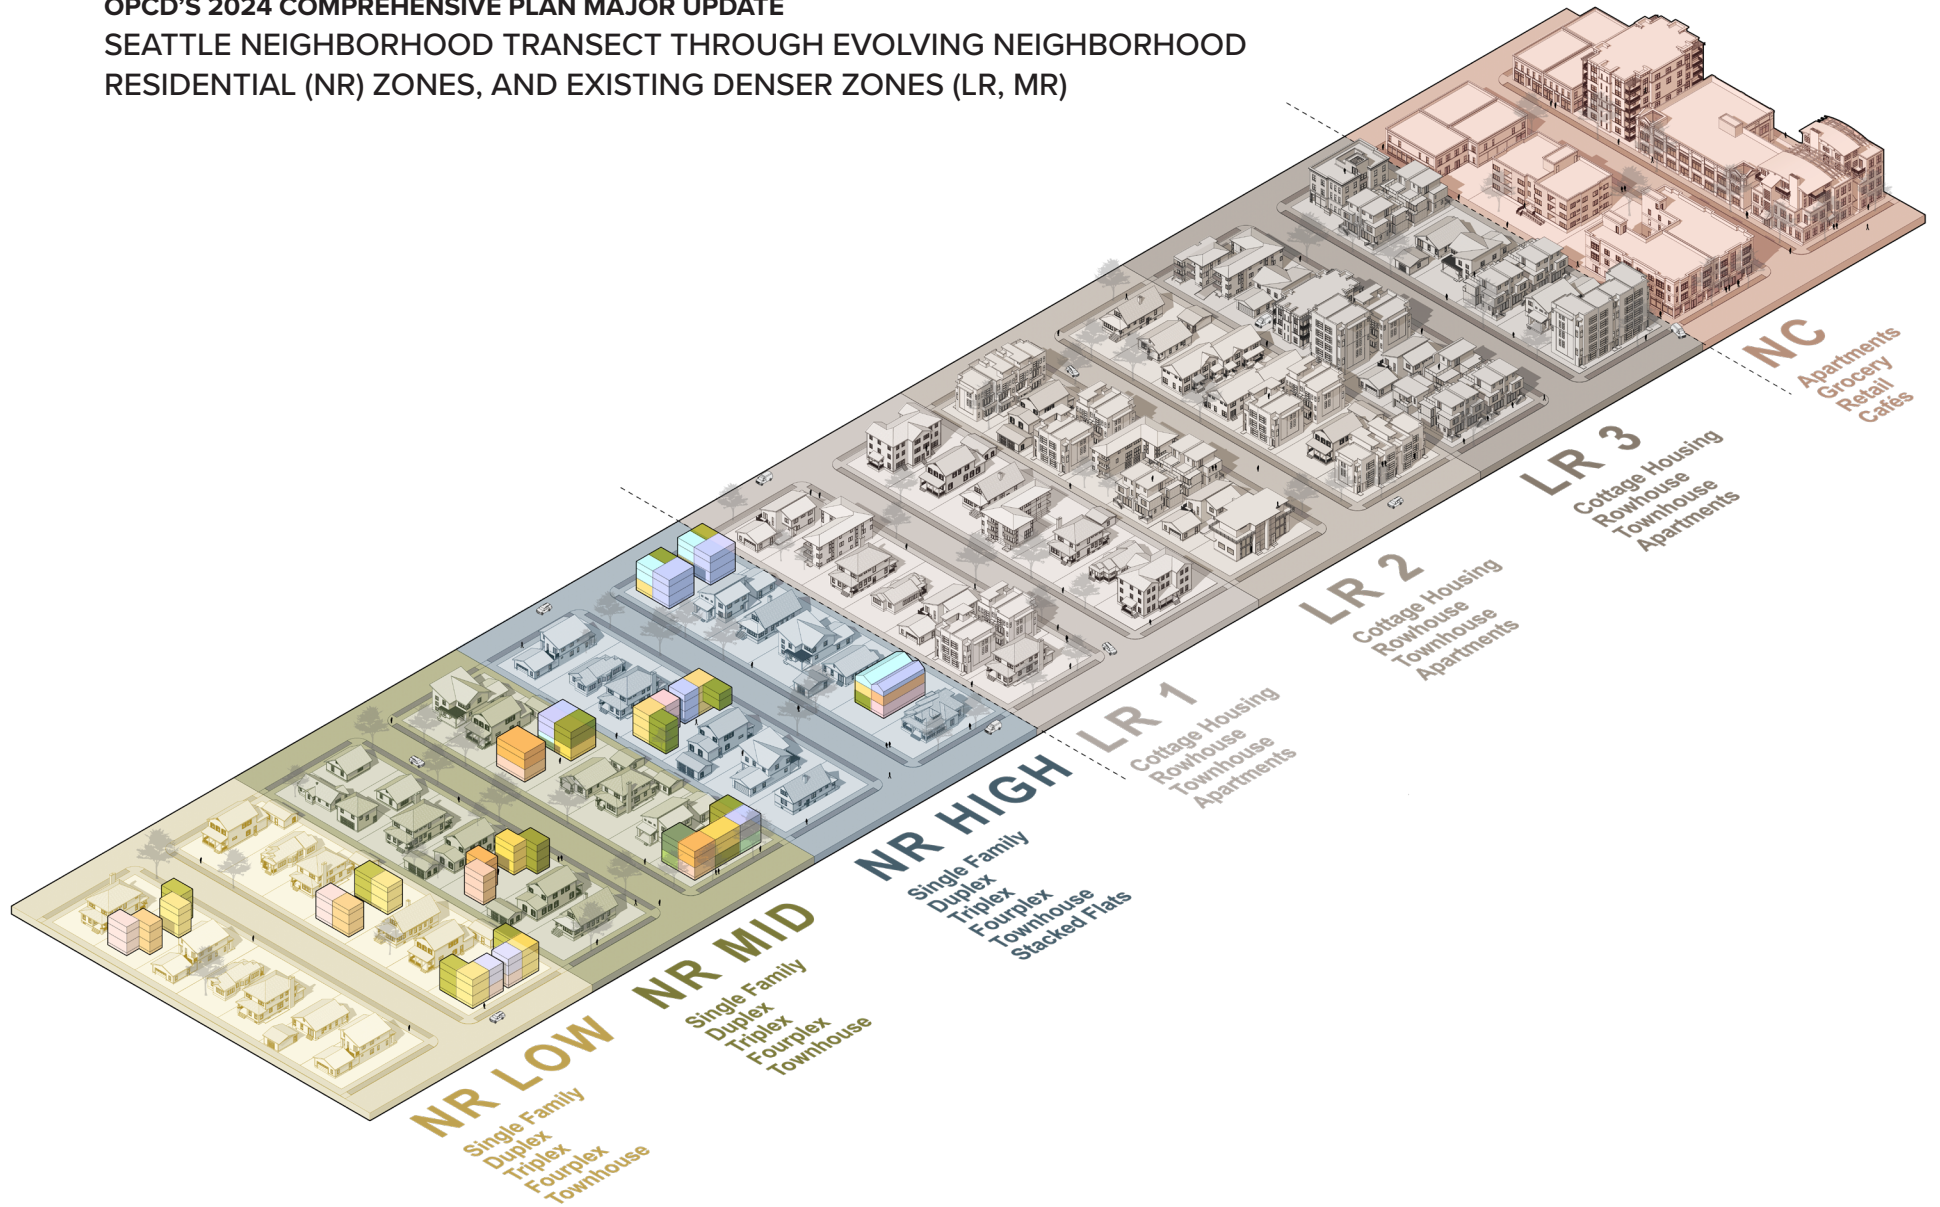 OPCD'S 2024 COMPREHENSIVE PLAN MAJOR UPDATE
SEATTLE NEIGHBORHOOD TRANSECT THROUGH EVOLVING NEIGHBORHOOD
RESIDENTIAL (NR) ZONES, AND EXISTING DENSER ZONES (LR, MR)
NC
Apartments
Grocery
Retail
Cafés
LR 3
Cottage Housing
Rowhouse
Townhouse
Apartments
LR 2
Cottage Housing
Rowhouse
Townhouse
Apartments
LR 1
Cottage Housing
Rowhouse
Townhouse
Apartments
NR HIGH
Single Family
Duplex
Triplex
Fourplex
Townhouse
Stacked Flats
NR MID
Single Family
Duplex
Triplex
Fourplex
Townhouse
NR LOW
Single Family
Duplex
Triplex
Fourplex
Townhouse